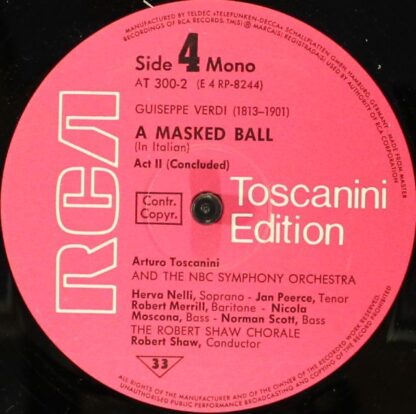 MANUFACTURED BY TELDEC »TELEFUNKEN-DECCA« SCHALLPLATTEN GMBH, HAMBURG, GERMANY, MADE FROM MASTER
RECORDINGS OF RCA RECORDS TM(S) ® MARCA(S) REGISTRADA(S) USED BY AUTHORITY OF RCA CORPORATION
Side 4 Mono
AT 300-2 (E 4 RP-8244)
GUISEPPE VERDI (1813–1901)
A MASKED BALL
(In Italian)
Act II (Concluded)
RCA
Contr.
Copyr.
Toscanini
Edition
Arturo Toscanini
AND THE NBC SYMPHONY ORCHESTRA
Herva Nelli, Soprano - Jan Peerce, Tenor
Robert Merrill, Baritone - Nicola
Moscona, Bass - Norman Scott, Bass
THE ROBERT SHAW CHORALE
Robert Shaw, Conductor
33
ALL RIGHTS OF THE MANUFACTURER AND OF THE OWNER OF THE RECORDED WORK RESERVED.
UNAUTHORISED PUBLIC PERFORMANCE BROADCASTING AND COPYING OF THE RECORD PROHIBITED